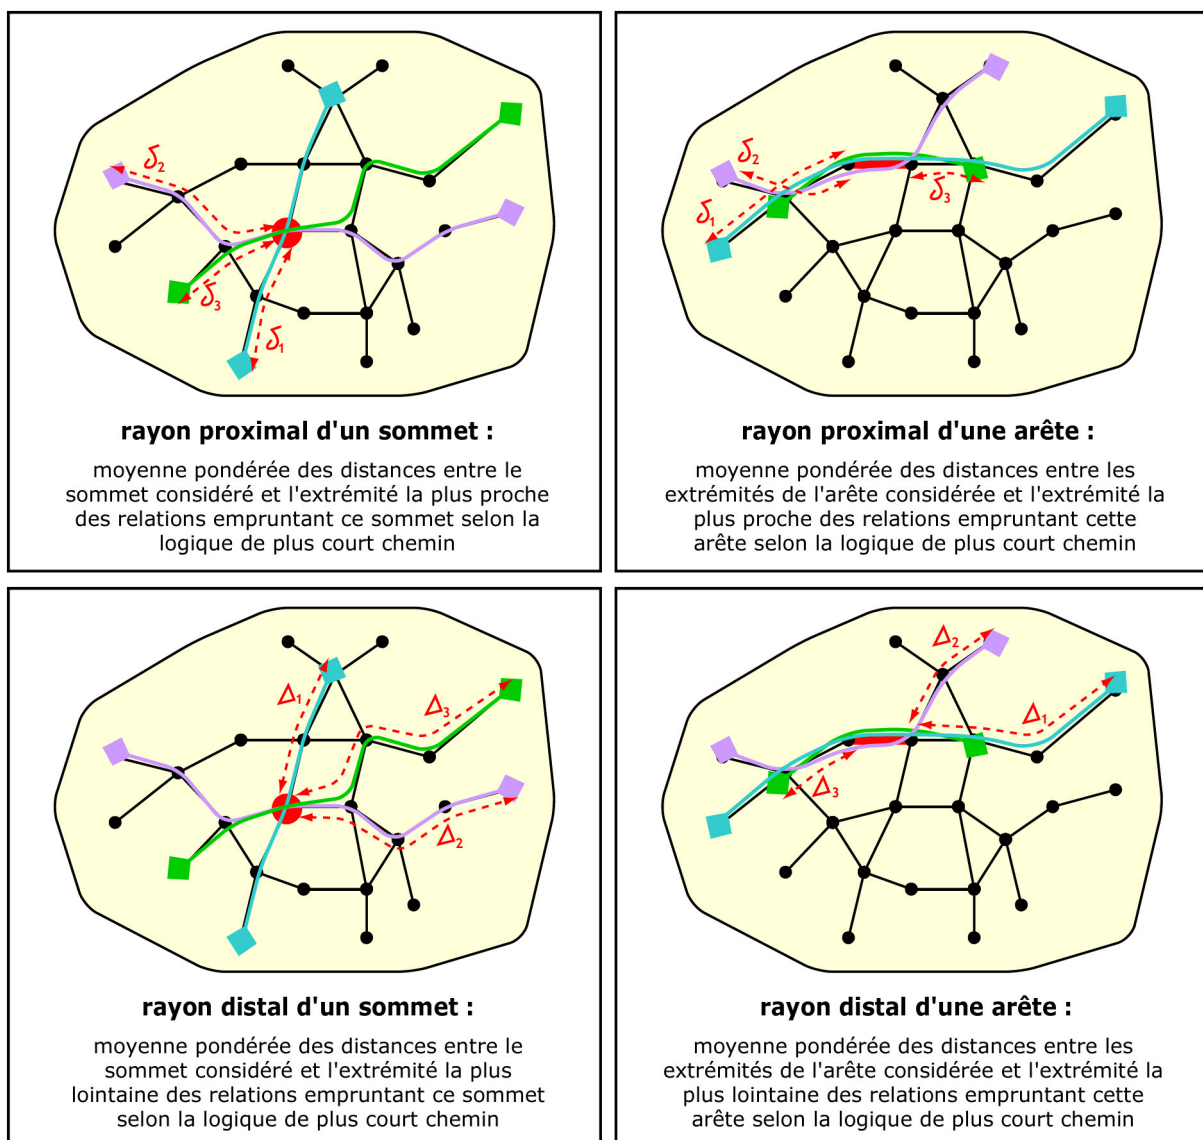 δ2
δ3
δ1
rayon proximal d'un sommet :
moyenne pondérée des distances entre le
sommet considéré et l'extrémité la plus proche
des relations empruntant ce sommet selon la
logique de plus court chemin
δ2
δ1
δ3
rayon proximal d'une arête :
moyenne pondérée des distances entre les
extrémités de l'arête considérée et l'extrémité la
plus proche des relations empruntant cette
arête selon la logique de plus court chemin
Δ1
Δ3
Δ2
rayon distal d'un sommet :
moyenne pondérée des distances entre le
sommet considéré et l'extrémité la plus
lointaine des relations empruntant ce sommet
selon la logique de plus court chemin
Δ2
Δ1
Δ3
rayon distal d'une arête :
moyenne pondérée des distances entre les
extrémités de l'arête considérée et l'extrémité la
plus lointaine des relations empruntant cette
arête selon la logique de plus court chemin